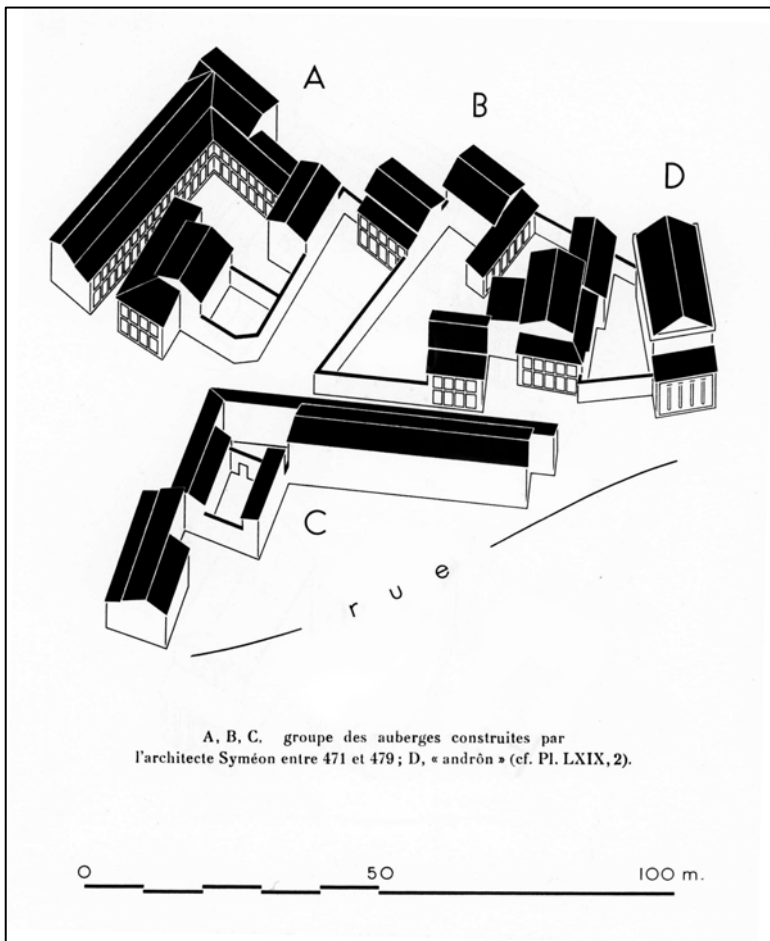 A
B
D
C
rue
A, B, C. groupe des auberges construites par
l'architecte Syméon entre 471 et 479 ; D, « andrôn » (cf. Pl. LXIX, 2).
0 50 100 m.